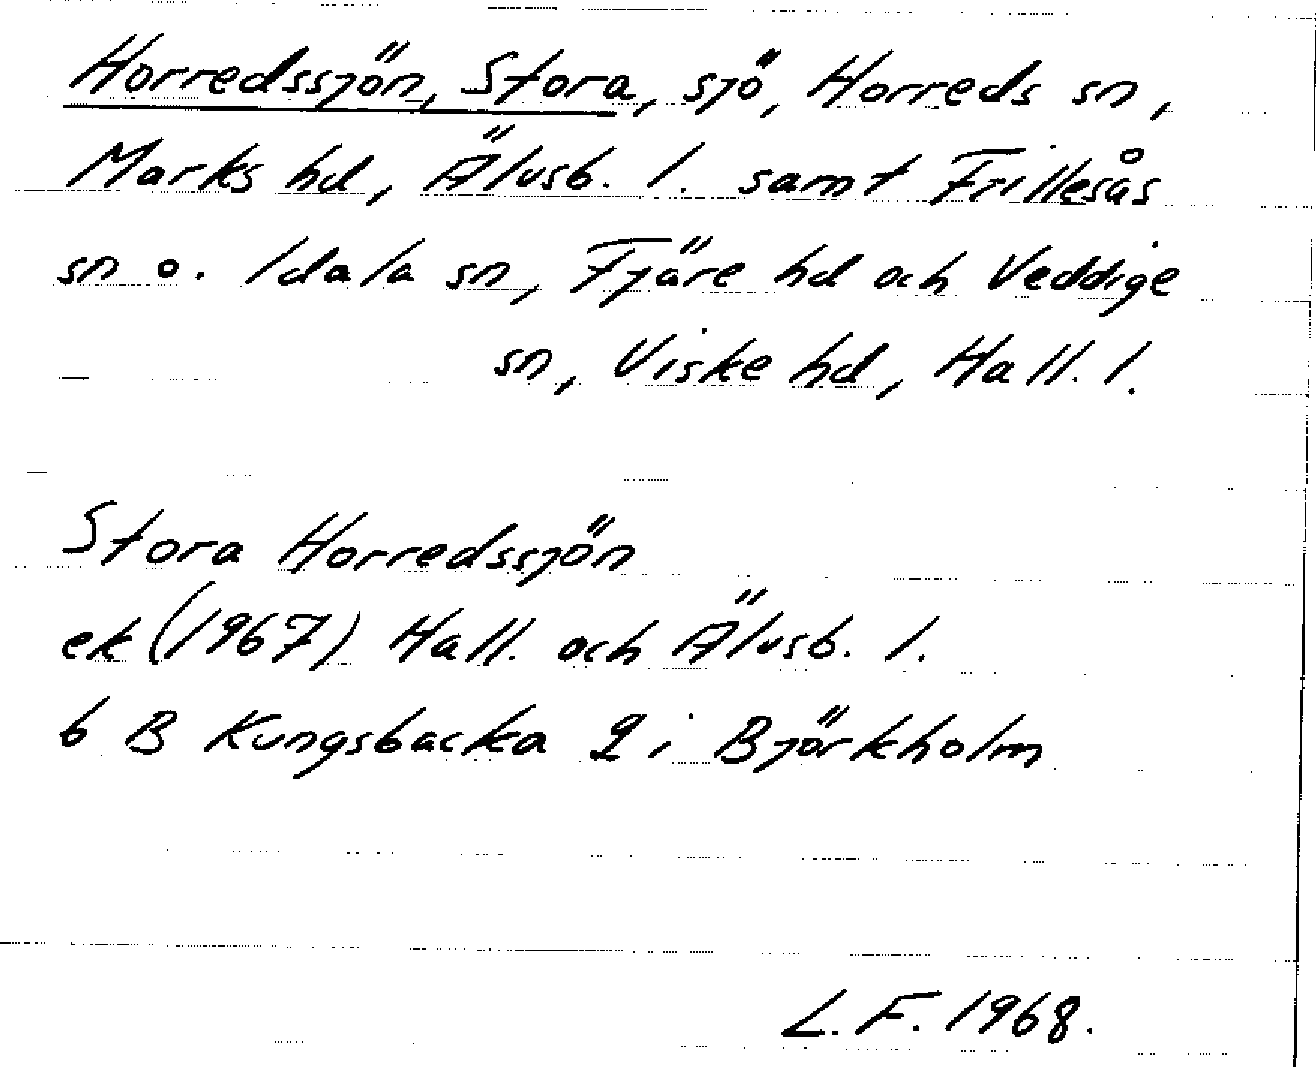 Horredssjön, Stora, sjö, Horreds sn,
Marks hd, Älvsb. l. samt Frillesås
sn o. Idala sn, Fjäre hd och Veddige
sn, Viske hd, Hall. l.
Stora Horredssjön
ek (1967) Hall. och Älvsb. l.
6 B Kungsbacka 2 i Björkholm
L. F. 1968.